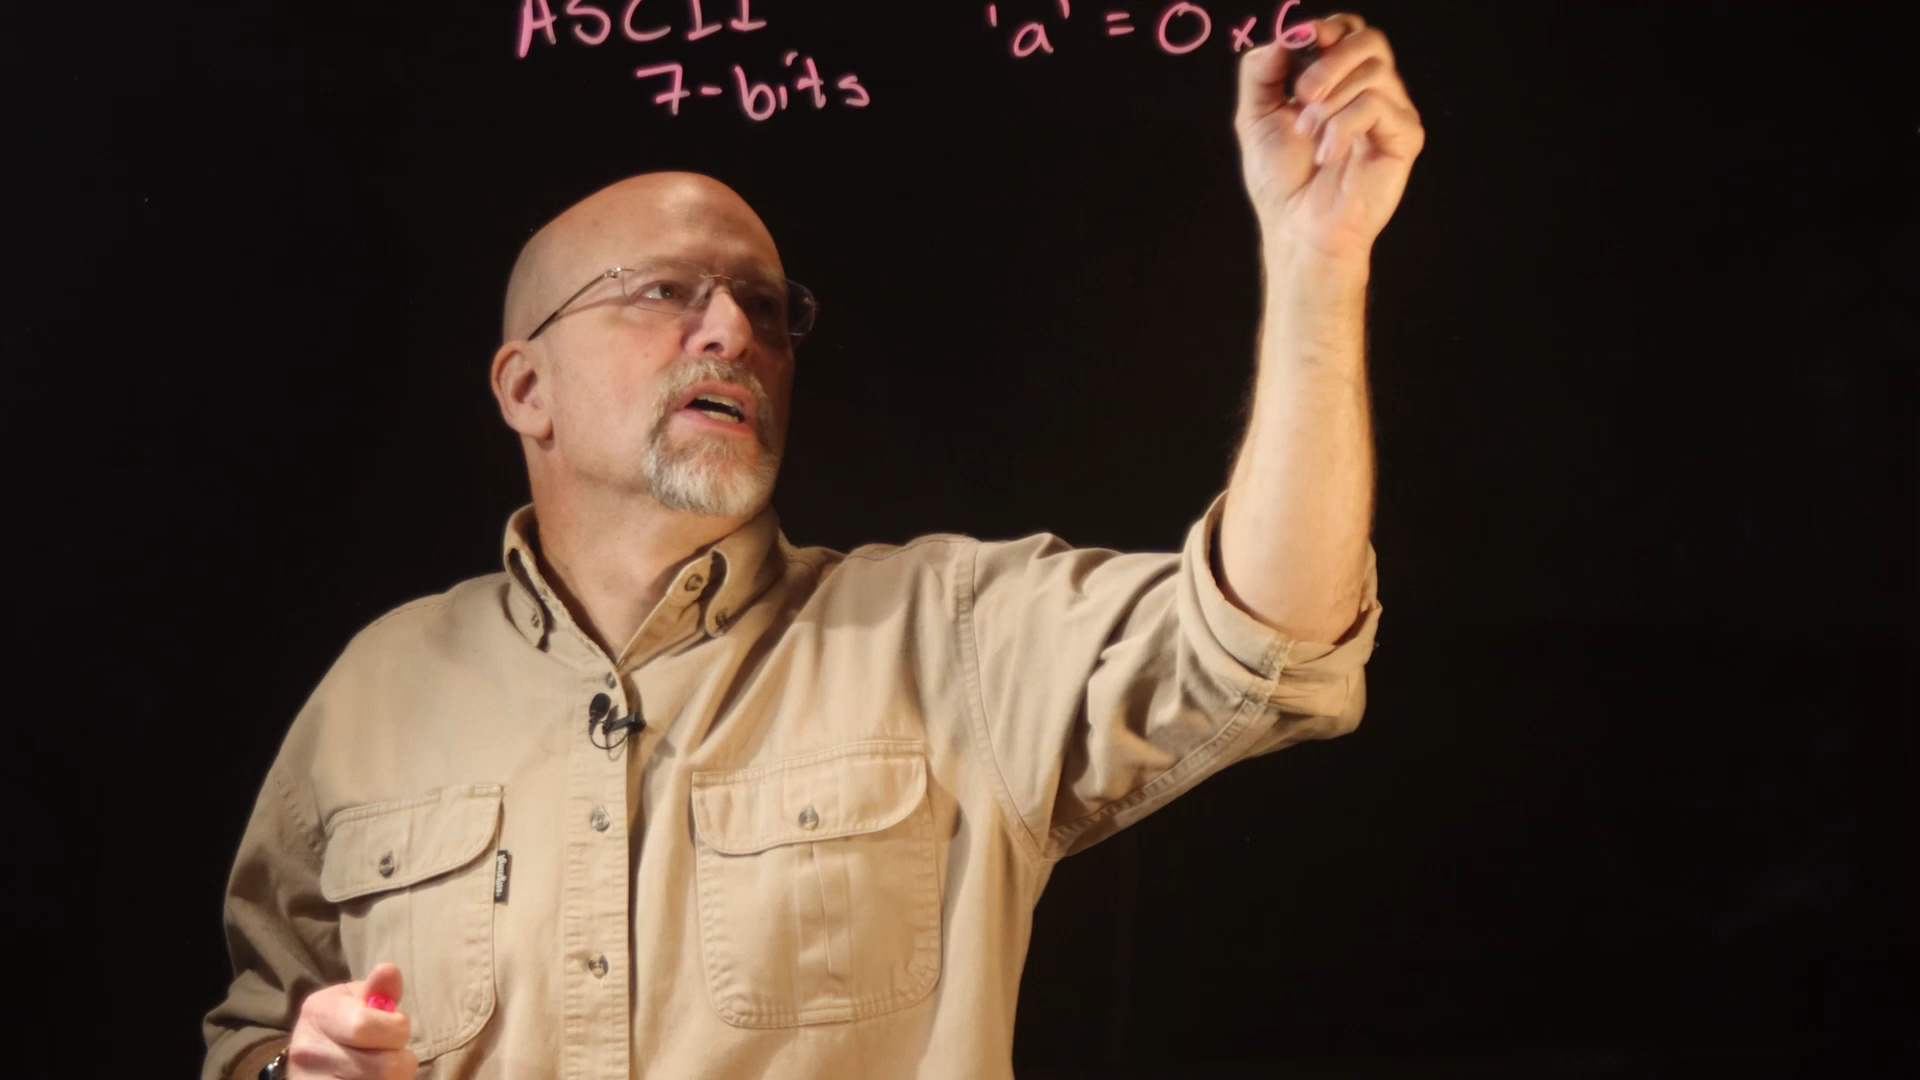 ASCII
7-bits
'a' = 0x6